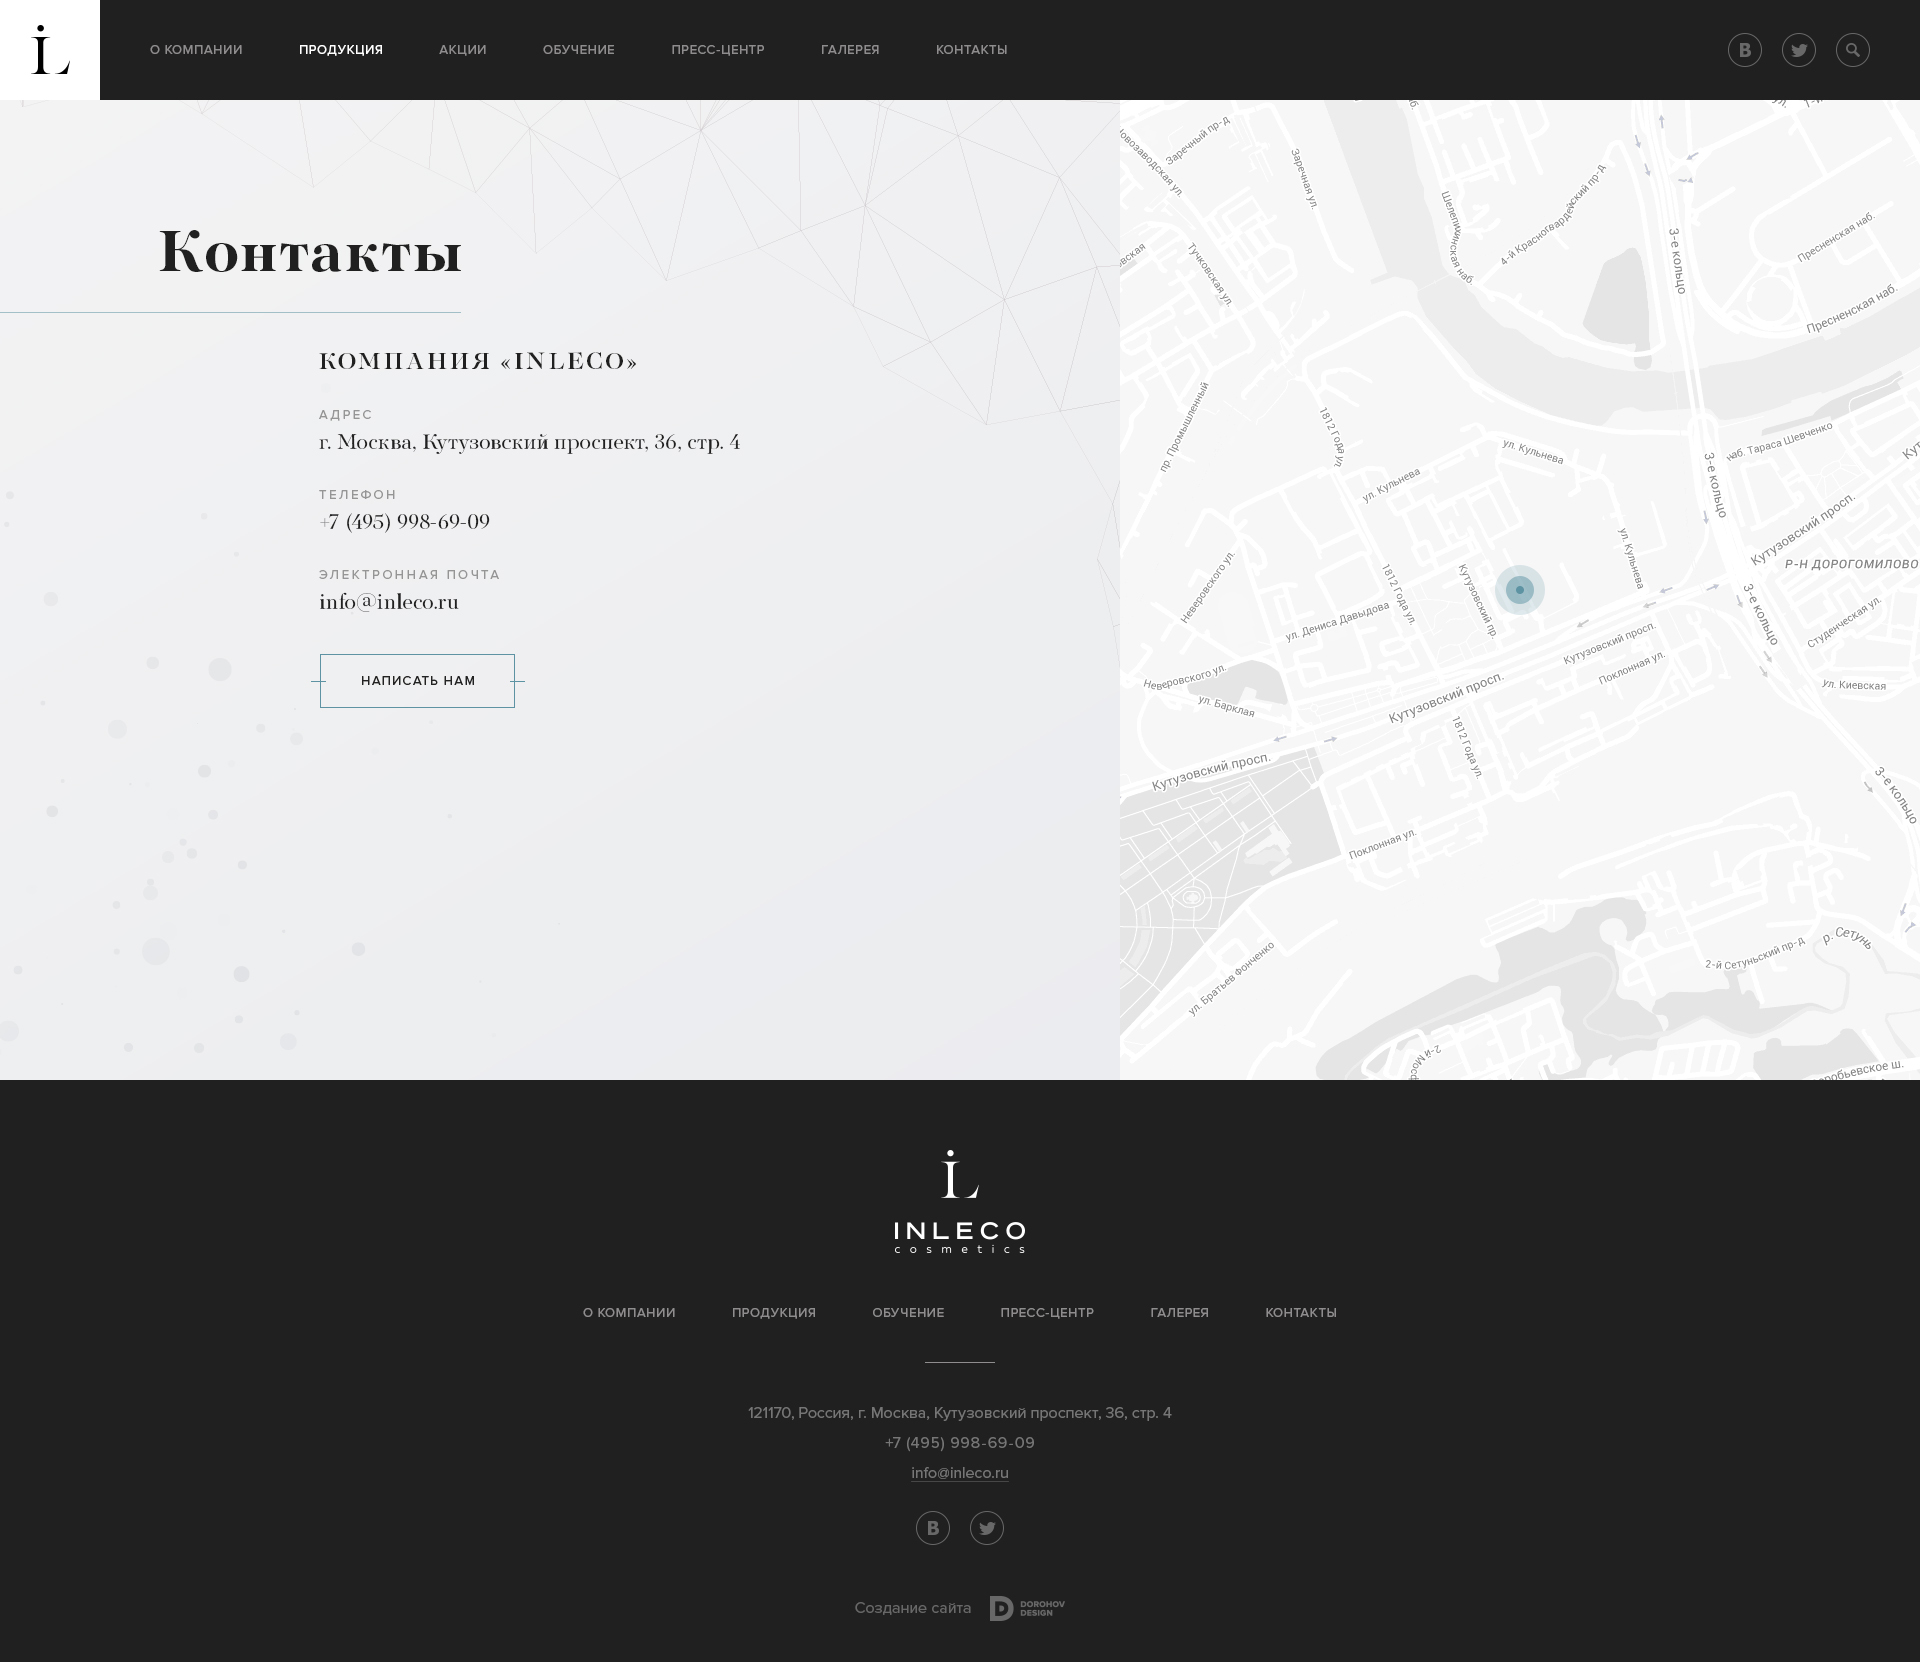 iL
О КОМПАНИИ
ПРОДУКЦИЯ
АКЦИИ
ОБУЧЕНИЕ
ПРЕСС-ЦЕНТР
ГАЛЕРЕЯ
КОНТАКТЫ
B
Контакты
КОМПАНИЯ «INLECO»
АДРЕС
г. Москва, Кутузовский проспект, 36, стр. 4
ТЕЛЕФОН
+7 (495) 998-69-09
ЭЛЕКТРОННАЯ ПОЧТА
info@inleco.ru
НАПИСАТЬ НАМ
Заречный пр-д
Заречная ул.
Шелепихинская наб.
4-й Красногвардейский пр-д
3-е кольцо
Пресненская наб.
Пресненская наб.
Тучковская ул.
пр. Промышленный
1812 Года ул.
ул. Кульнева
ул. Кульнева
наб. Тараса Шевченко
3-е кольцо
Кутузовский просп.
Р-Н ДОРОГОМИЛОВО
ул. Кульнева
Неверовского ул.
1812 Года ул.
Кутузовский пр.
ул. Дениса Давыдова
3-е кольцо
Студенческая ул.
Кутузовский просп.
Поклонная ул.
Неверовского ул.
ул. Барклая
Кутузовский просп.
ул. Киевская
1812 Года ул.
Кутузовский просп.
3-е кольцо
Поклонная ул.
ул. Братьев Фонченко
2-й Сетуньский пр-д
р. Сетунь
iL
INLECO
cosmetics
О КОМПАНИИ
ПРОДУКЦИЯ
ОБУЧЕНИЕ
ПРЕСС-ЦЕНТР
ГАЛЕРЕЯ
КОНТАКТЫ
121170, Россия, г. Москва, Кутузовский проспект, 36, стр. 4
+7 (495) 998-69-09
info@inleco.ru
B
Создание сайта
D
DOROHOV
DESIGN